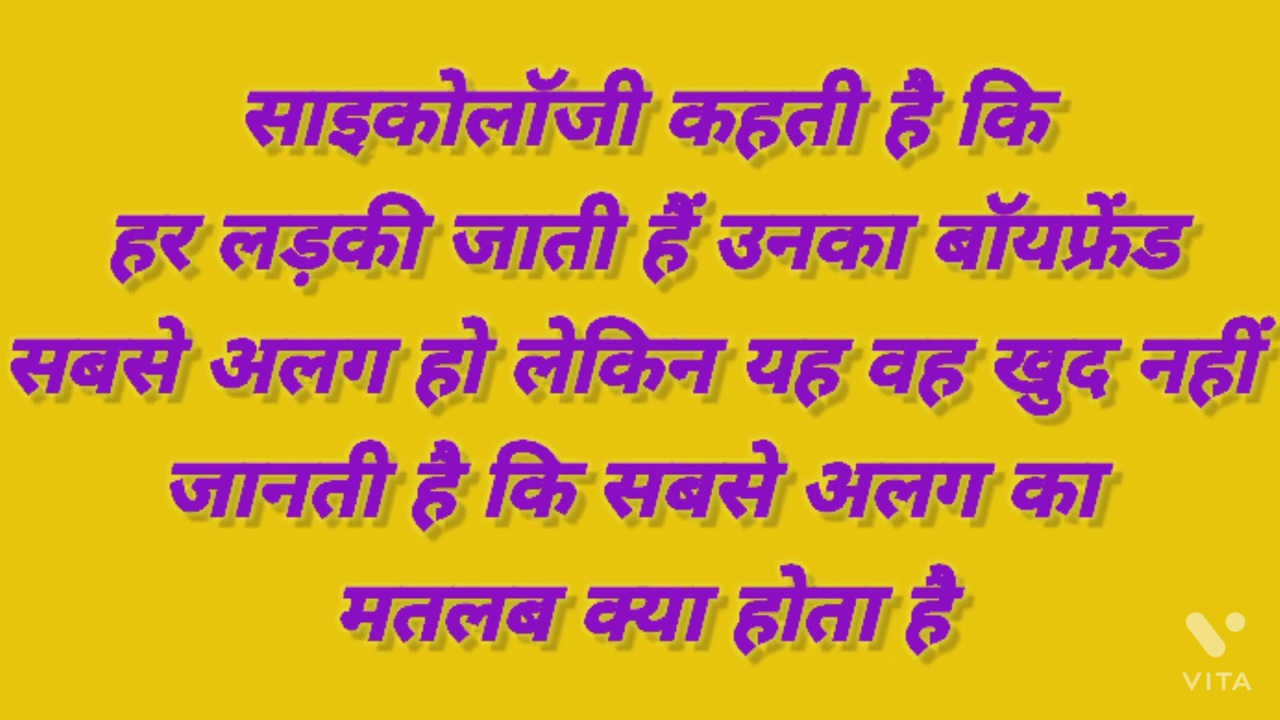 साइकोलॉजी कहती है कि
हर लड़की जाती हैं उनका बॉयफ्रेंड
सबसे अलग हो लेकिन यह वह खुद नहीं
जानती है कि सबसे अलग का
मतलब क्या होता है
VITA